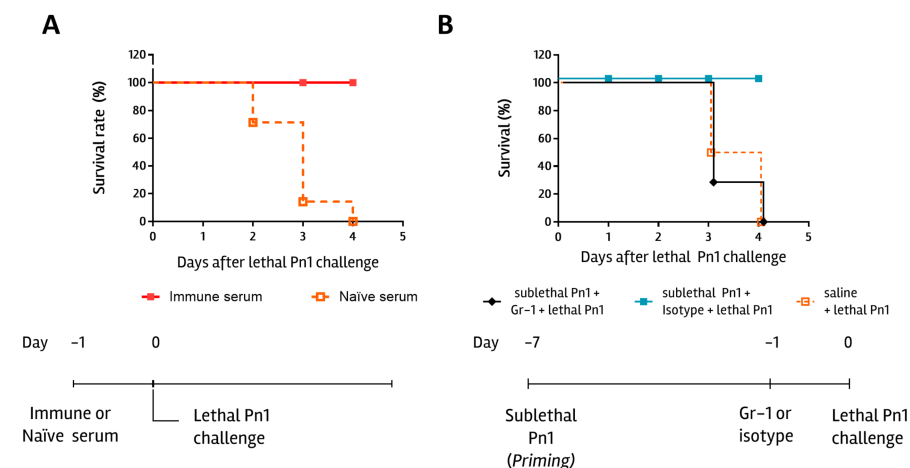 A
B
120
100
80
60
40
20
0
Survival rate (%)
0 1 2 3 4 5
Days after lethal Pn1 challenge
Immune serum
Naïve serum
120
100
80
60
40
20
0
Survival (%)
0 1 2 3 4 5
Days after lethal Pn1 challenge
sublethal Pn1 +
Gr-1 + lethal Pn1
sublethal Pn1 +
Isotype + lethal Pn1
saline
+ lethal Pn1
Day −1 0
Immune or
Naïve serum
Lethal Pn1
challenge
Day −7 −1 0
Sublethal
Pn1
(Priming)
Gr-1 or
isotype
Lethal Pn1
challenge